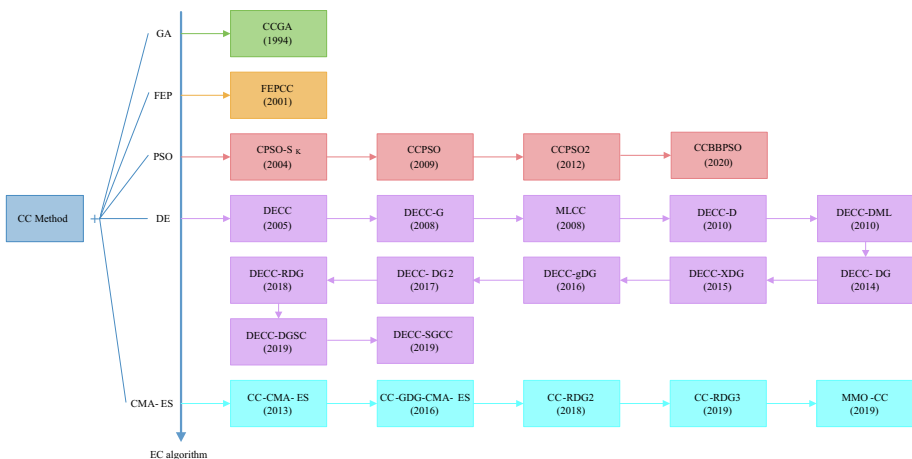 GA
CCGA
(1994)
FEP
FEPCC
(2001)
PSO
CPSO-S K
(2004)
CCPSO
(2009)
CCPSO2
(2012)
CCBBPSO
(2020)
CC Method
DE
DECC
(2005)
DECC-G
(2008)
MLCC
(2008)
DECC-D
(2010)
DECC-DML
(2010)
DECC-RDG
(2018)
DECC- DG2
(2017)
DECC-gDG
(2016)
DECC-XDG
(2015)
DECC- DG
(2014)
DECC-DGSC
(2019)
DECC-SGCC
(2019)
CMA- ES
CC-CMA- ES
(2013)
CC-GDG-CMA- ES
(2016)
CC-RDG2
(2018)
CC-RDG3
(2019)
MMO -CC
(2019)
EC algorithm